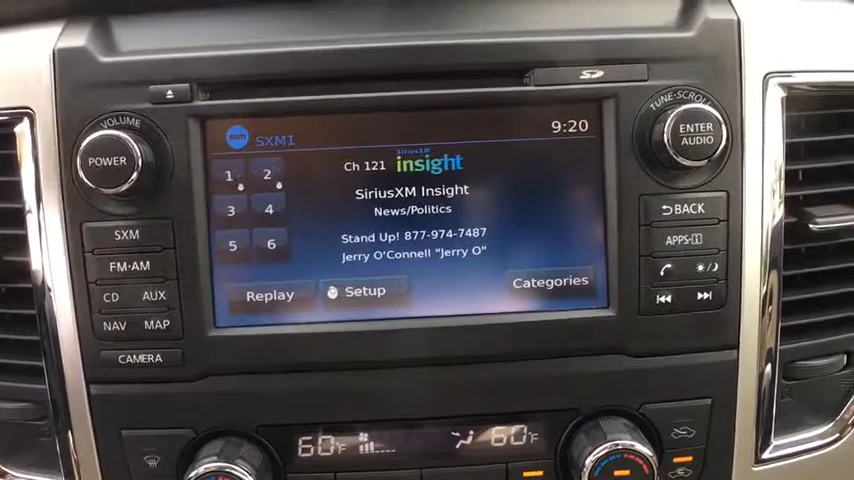 SD
VOLUME
POWER
TUNE·SCROLL
ENTER
AUDIO
sxm
SXM1
9:20
Ch 121
SiriusXM
insight
1 2
3 4
5 6
SiriusXM Insight
News/Politics
Stand Up! 877-974-7487
Jerry O'Connell "Jerry O"
Replay
Setup
Categories
SXM
FM·AM
CD
AUX
NAV
MAP
CAMERA
BACK
APPS·i
60°F
60°F